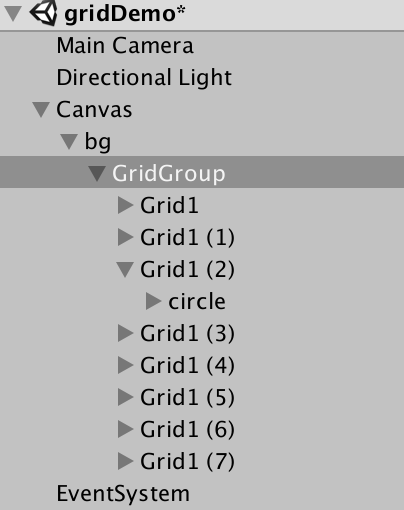 gridDemo*
Main Camera
Directional Light
Canvas
bg
GridGroup
Grid1
Grid1 (1)
Grid1 (2)
circle
Grid1 (3)
Grid1 (4)
Grid1 (5)
Grid1 (6)
Grid1 (7)
EventSystem